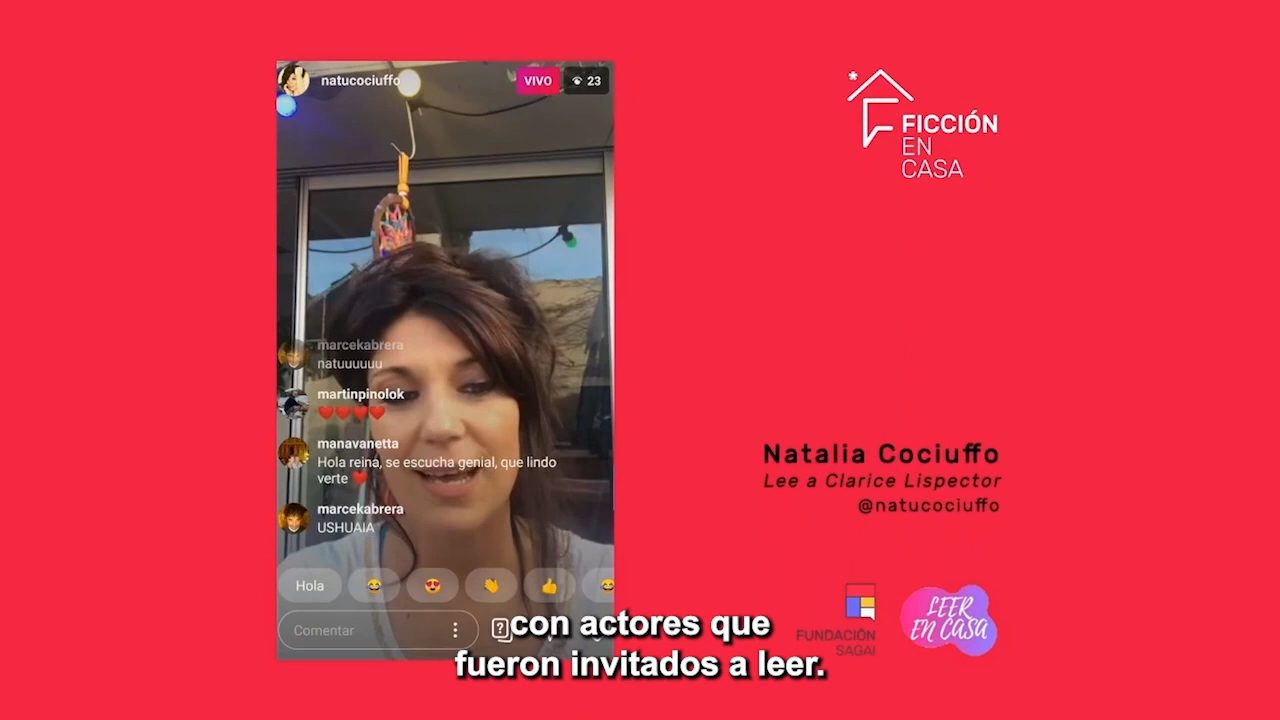 natucociuffo
VIVO
23
marcekabrera
natuuuuuu
martinpinolok
manavanetta
Hola reina, se escucha genial, que lindo
verte
marcekabrera
USHUAIA
Hola
Comentar
* FICCIÓN
EN
CASA
Natalia Cociuffo
Lee a Clarice Lispector
@natucociuffo
FUNDACIÓN
SAGAI
LEER
EN CASA
con actores que
fueron invitados a leer.